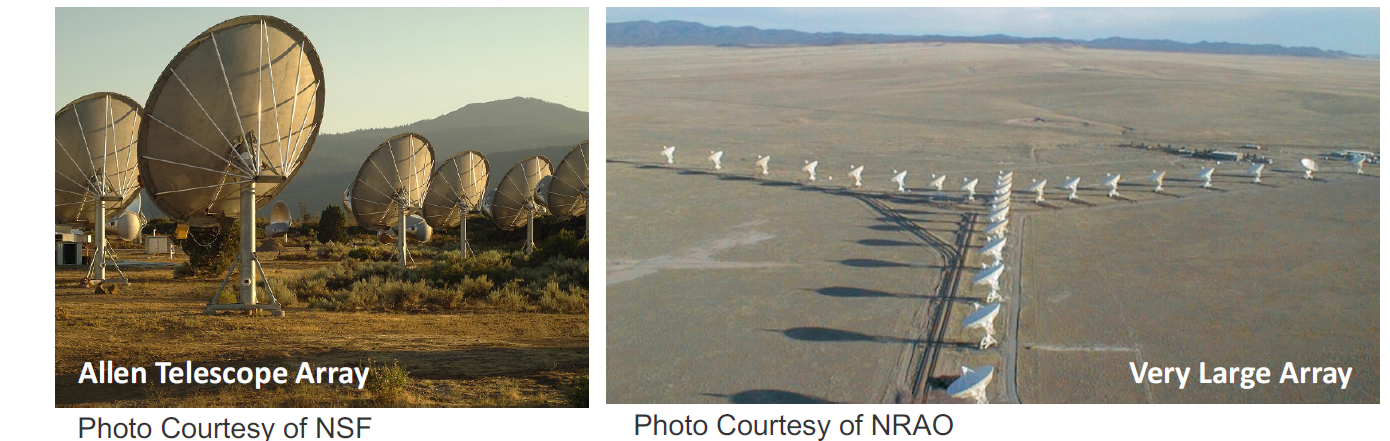 Allen Telescope Array
Photo Courtesy of NSF
Very Large Array
Photo Courtesy of NRAO